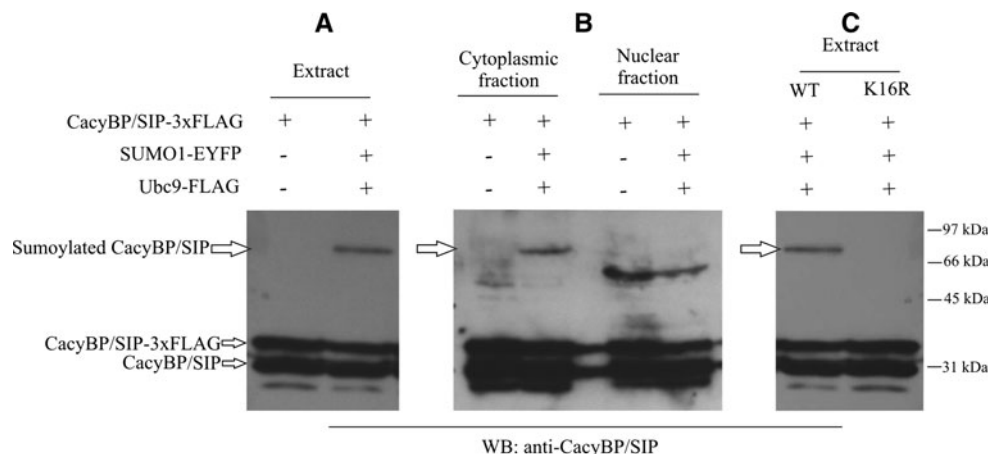 A B C
Extract Cytoplasmic fraction Nuclear fraction Extract
WT K16R
CacyBP/SIP-3xFLAG + + + + + + + +
SUMO1-EYFP - + - + - + + +
Ubc9-FLAG - + - + - + + +
Sumoylated CacyBP/SIP
CacyBP/SIP-3xFLAG
CacyBP/SIP
97 kDa
66 kDa
45 kDa
31 kDa
WB: anti-CacyBP/SIP